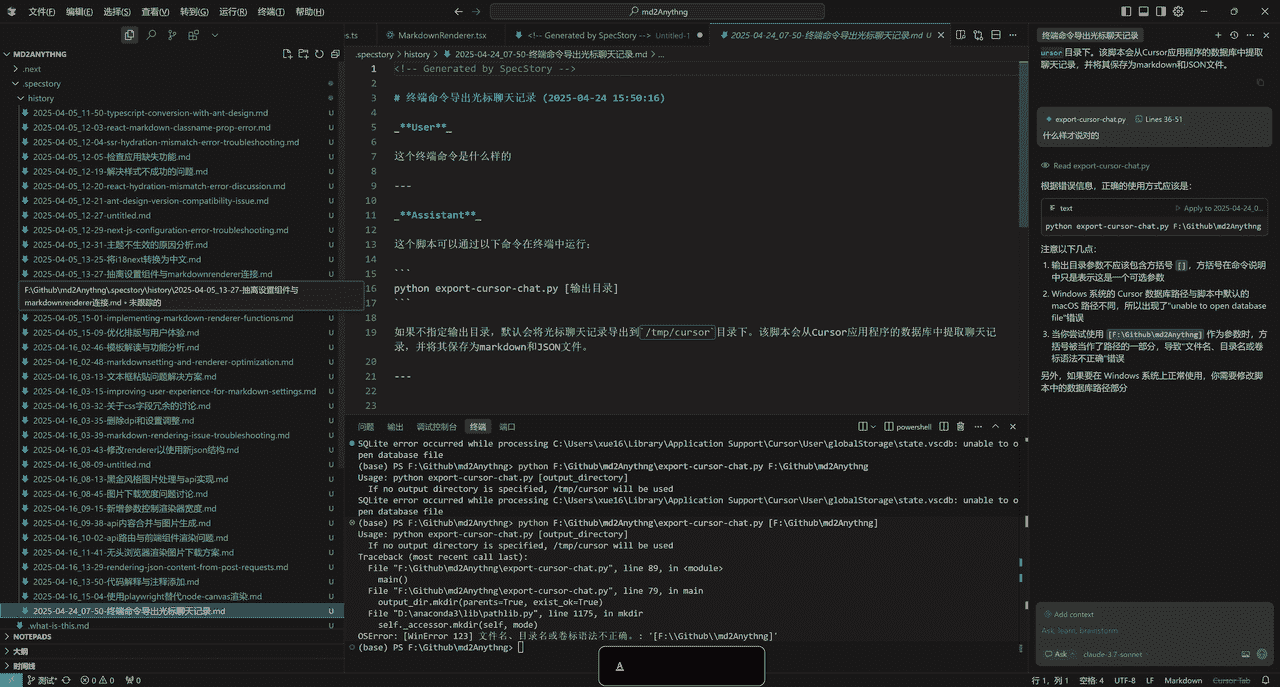 文件(F) 编辑(E) 选择(S) 查看(V) 转到(G) 运行(R) 终端(T) 帮助(H)
md2Anythng
MD2ANYTHNG
.next
.specstory
history
2025-04-05_11-50-typescript-conversion-with-ant-design.md U
2025-04-05_12-03-react-markdown-classname-prop-error.md U
2025-04-05_12-04-ssr-hydration-mismatch-error-troubleshooting.md U
2025-04-05_12-05-检查应用缺失功能.md U
2025-04-05_12-19-解决样式不成功的问题.md U
2025-04-05_12-20-react-hydration-mismatch-error-discussion.md U
2025-04-05_12-21-ant-design-version-compatibility-issue.md U
2025-04-05_12-27-untitled.md U
2025-04-05_12-29-next-js-configuration-error-troubleshooting.md U
2025-04-05_12-31-主题不生效的原因分析.md U
2025-04-05_13-25-将i18next转换为中文.md U
2025-04-05_13-27-抽离设置组件与markdownrenderer连接.md U
F:\Github\md2Anythng\.specstory\history\2025-04-05_13-27-抽离设置组件与
markdownrenderer连接.md • 未跟踪的
2025-04-15_15-01-implementing-markdown-renderer-functions.md U
2025-04-15_15-09-优化排版与用户体验.md U
2025-04-16_02-46-模板解读与功能分析.md U
2025-04-16_02-48-markdownsetting-and-renderer-optimization.md U
2025-04-16_03-13-文本框粘贴问题解决方案.md U
2025-04-16_03-15-improving-user-experience-for-markdown-settings.md U
2025-04-16_03-32-关于css字段冗余的讨论.md U
2025-04-16_03-35-删除dpi和设置调整.md U
2025-04-16_03-39-markdown-rendering-issue-troubleshooting.md U
2025-04-16_03-43-修改renderer以使用新json结构.md U
2025-04-16_08-09-untitled.md U
2025-04-16_08-13-黑金风格图片处理与api实现.md U
2025-04-16_08-45-图片下载宽度问题讨论.md U
2025-04-16_09-15-新增参数控制渲染器宽度.md U
2025-04-16_09-38-api内容合并与图片生成.md U
2025-04-16_10-02-api路由与前端组件渲染问题.md U
2025-04-16_11-41-无头浏览器渲染图片下载方案.md U
2025-04-16_13-29-rendering-json-content-from-post-requests.md U
2025-04-16_13-50-代码解释与注释添加.md U
2025-04-16_15-04-使用playwright替代node-canvas渲染.md U
2025-04-24_07-50-终端命令导出光标聊天记录.md U
.what-is-this.md U
NOTEPADS
大纲
时间线
s.ts MarkdownRenderer.tsx <!-- Generated by SpecStory --> Untitled-1 2025-04-24_07-50-终端命令导出光标聊天记录.md U
.specstory > history > 2025-04-24_07-50-终端命令导出光标聊天记录.md > ...
1 <!-- Generated by SpecStory -->
2
3 # 终端命令导出光标聊天记录 (2025-04-24 15:50:16)
4
5 _**User**_
6
7 这个终端命令是什么样的
8
9 ---
10
11 _**Assistant**_
12
13 这个脚本可以通过以下命令在终端中运行:
14
15 ```
16 python export-cursor-chat.py [输出目录]
17 ```
18
19 如果不指定输出目录，默认会将光标聊天记录导出到`/tmp/cursor`目录下。该脚本会从Cursor应用程序的数据库中提取聊天记
录，并将其保存为markdown和JSON文件。
20
21 ---
22
23
问题 输出 调试控制台 终端 端口
powershell
SQLite error occurred while processing C:\Users\xue16\Library\Application Support\Cursor\User\globalStorage\state.vscdb: unable to o
pen database file
(base) PS F:\Github\md2Anythng> python F:\Github\md2Anythng\export-cursor-chat.py F:\Github\md2Anythng
Usage: python export-cursor-chat.py [output_directory]
If no output directory is specified, /tmp/cursor will be used
SQLite error occurred while processing C:\Users\xue16\Library\Application Support\Cursor\User\globalStorage\state.vscdb: unable to o
pen database file
(base) PS F:\Github\md2Anythng> python F:\Github\md2Anythng\export-cursor-chat.py [F:\Github\md2Anythng]
Usage: python export-cursor-chat.py [output_directory]
If no output directory is specified, /tmp/cursor will be used
Traceback (most recent call last):
File "F:\Github\md2Anythng\export-cursor-chat.py", line 89, in <module>
main()
File "F:\Github\md2Anythng\export-cursor-chat.py", line 79, in main
output_dir.mkdir(parents=True, exist_ok=True)
File "D:\anaconda3\lib\pathlib.py", line 1175, in mkdir
self._accessor.mkdir(self, mode)
OSError: [WinError 123] 文件名、目录名或卷标语法不正确。: '[F:\\Github\\md2Anythng]'
(base) PS F:\Github\md2Anythng>
A
终端命令导出光标聊天记录
ursor 目录下。该脚本会从Cursor应用程序的数据库中提取
聊天记录，并将其保存为markdown和JSON文件。
export-cursor-chat.py Lines 36-51
什么样才说对的
Read export-cursor-chat.py
根据错误信息，正确的使用方式应该是:
text Apply to 2025-04-24_0...
python export-cursor-chat.py F:\Github\md2Anythng
注意以下几点:
1. 输出目录参数不应该包含方括号 []，方括号在命令说明
中只是表示这是一个可选参数
2. Windows 系统的 Cursor 数据库路径与脚本中默认的
macOS 路径不同，所以出现了"unable to open database
file"错误
3. 当你尝试使用 [F:\Github\md2Anythng] 作为参数时，方
括号被当作了路径的一部分，导致"文件名、目录名或卷
标语法不正确"错误
另外，如果要在 Windows 系统上正常使用，你需要修改脚
本中的数据库路径部分
Add context
Ask, learn, brainstorm
Ask claude-3.7-sonnet
测试* 0 0 0
行 1, 列 1 空格: 4 UTF-8 LF Markdown Cursor Tab